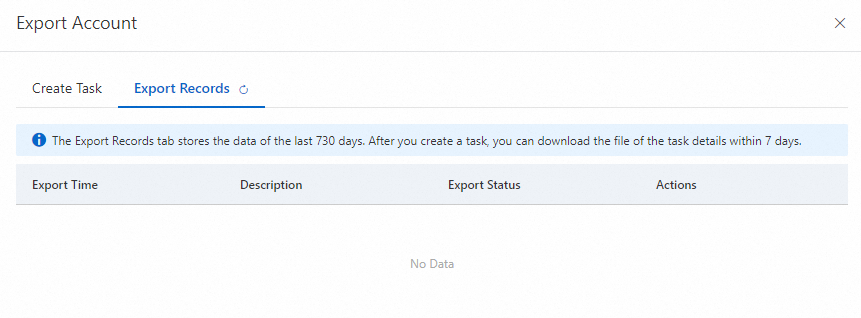 Export Account
Create Task Export Records
The Export Records tab stores the data of the last 730 days. After you create a task, you can download the file of the task details within 7 days.
Export Time Description Export Status Actions
No Data